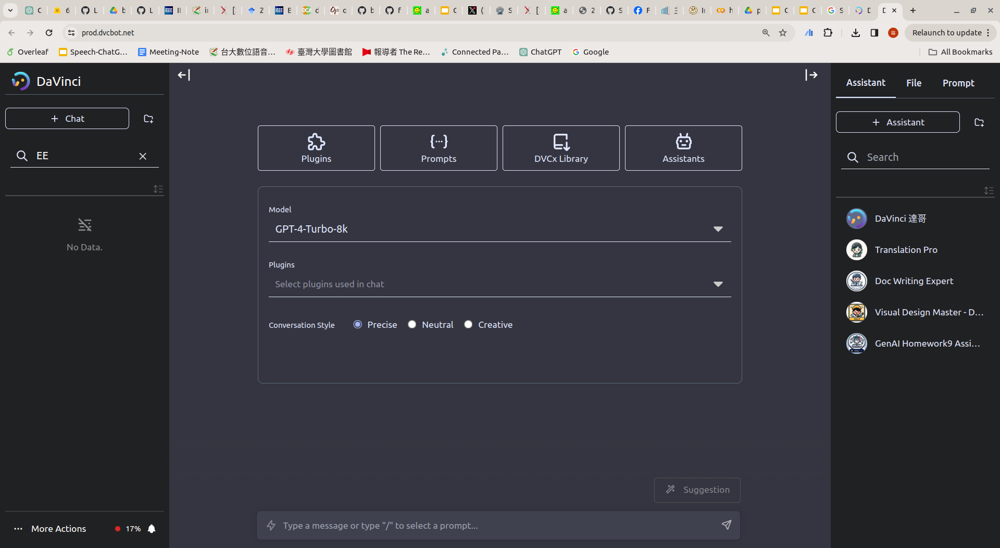 prod.dvcbot.net
Relaunch to update
Overleaf
Speech-ChatG…
Meeting-Note
台大數位語音…
臺灣大學圖書館
報導者 The Re…
Connected Pa…
ChatGPT
Google
All Bookmarks
DaVinci
+ Chat
EE
No Data.
More Actions
17%
Plugins
Prompts
DVCx Library
Assistants
Model
GPT-4-Turbo-8k
Plugins
Select plugins used in chat
Conversation Style
Precise
Neutral
Creative
Suggestion
Type a message or type "/" to select a prompt...
Assistant
File
Prompt
+ Assistant
Search
DaVinci 達哥
Translation Pro
Doc Writing Expert
Visual Design Master - D…
GenAI Homework9 Assi…